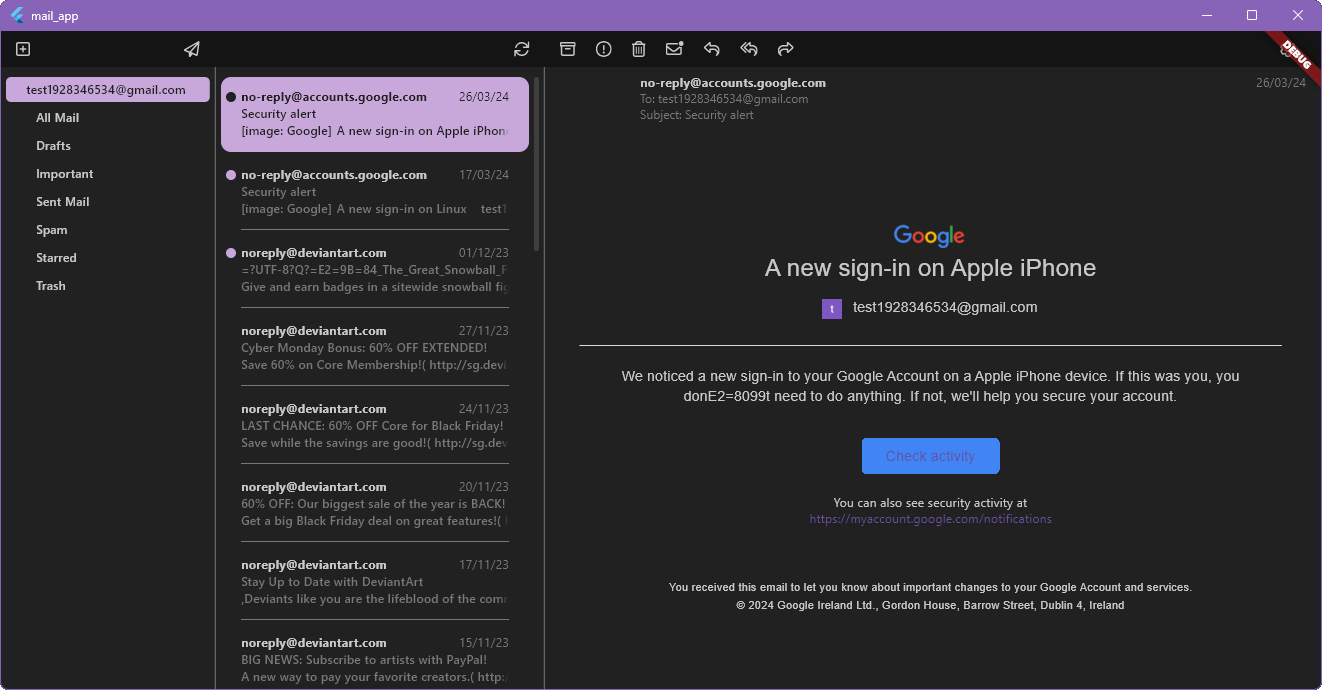 mail_app
DEBUG
test1928346534@gmail.com
All Mail
Drafts
Important
Sent Mail
Spam
Starred
Trash
no-reply@accounts.google.com 26/03/24
Security alert
[image: Google] A new sign-in on Apple iPhon
no-reply@accounts.google.com 17/03/24
Security alert
[image: Google] A new sign-in on Linux test1
noreply@deviantart.com 01/12/23
=?UTF-8?Q?=E2=9B=84_The_Great_Snowball_F
Give and earn badges in a sitewide snowball fig
noreply@deviantart.com 27/11/23
Cyber Monday Bonus: 60% OFF EXTENDED!
Save 60% on Core Membership!( http://sg.devi
noreply@deviantart.com 24/11/23
LAST CHANCE: 60% OFF Core for Black Friday!
Save while the savings are good!( http://sg.dev
noreply@deviantart.com 20/11/23
60% OFF: Our biggest sale of the year is BACK!
Get a big Black Friday deal on great features!(
noreply@deviantart.com 17/11/23
Stay Up to Date with DeviantArt
,Deviants like you are the lifeblood of the com
noreply@deviantart.com 15/11/23
BIG NEWS: Subscribe to artists with PayPal!
A new way to pay your favorite creators.( http:
no-reply@accounts.google.com 26/03/24
To: test1928346534@gmail.com
Subject: Security alert
Google
A new sign-in on Apple iPhone
t test1928346534@gmail.com
We noticed a new sign-in to your Google Account on a Apple iPhone device. If this was you, you
donE2=8099t need to do anything. If not, we'll help you secure your account.
Check activity
You can also see security activity at
https://myaccount.google.com/notifications
You received this email to let you know about important changes to your Google Account and services.
© 2024 Google Ireland Ltd., Gordon House, Barrow Street, Dublin 4, Ireland